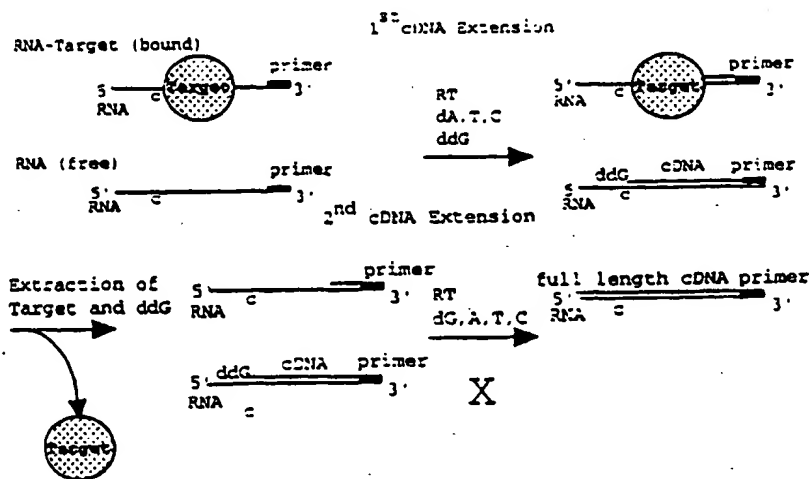 1st cDNA Extension
RNA-Target (bound)
primer
5'
RNA
c
Target
3'
RT
dA,T,C
ddG
primer
5'
RNA
c
Target
3'
RNA (free)
primer
5'
RNA
c
3'
ddG
cDNA
primer
5'
RNA
c
3'
2nd cDNA Extension
Extraction of
Target and ddG
primer
5'
RNA
c
3'
RT
dG,A,T,C
full length cDNA primer
5'
RNA
c
3'
ddG
cDNA
primer
5'
RNA
c
3'
X
Target